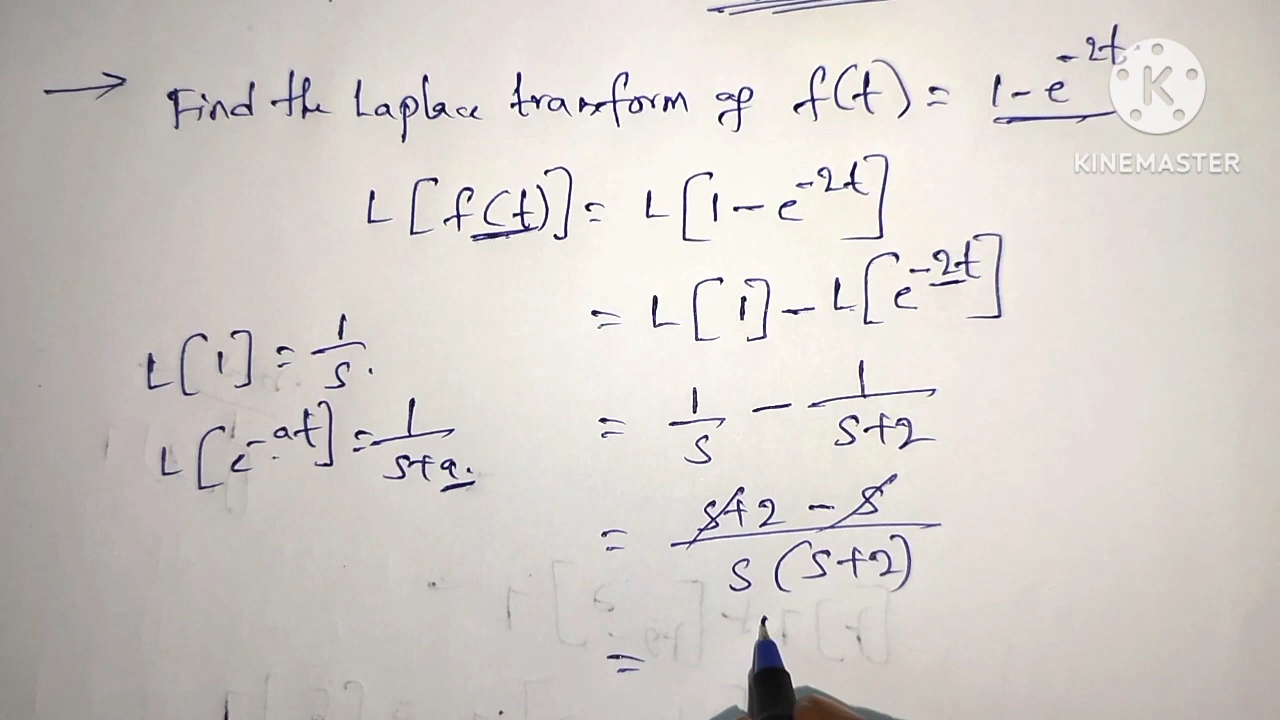 → Find the Laplace transform of f(t) = 1 - e^-2t
KINEMASTER
L[f(t)] = L[1 - e^-2t]
= L[1] - L[e^-2t]
L[1] = 1/s.
L[e^-at] = 1/s+a.
= 1/s - 1/s+2
= s+2 - s / s(s+2)
=